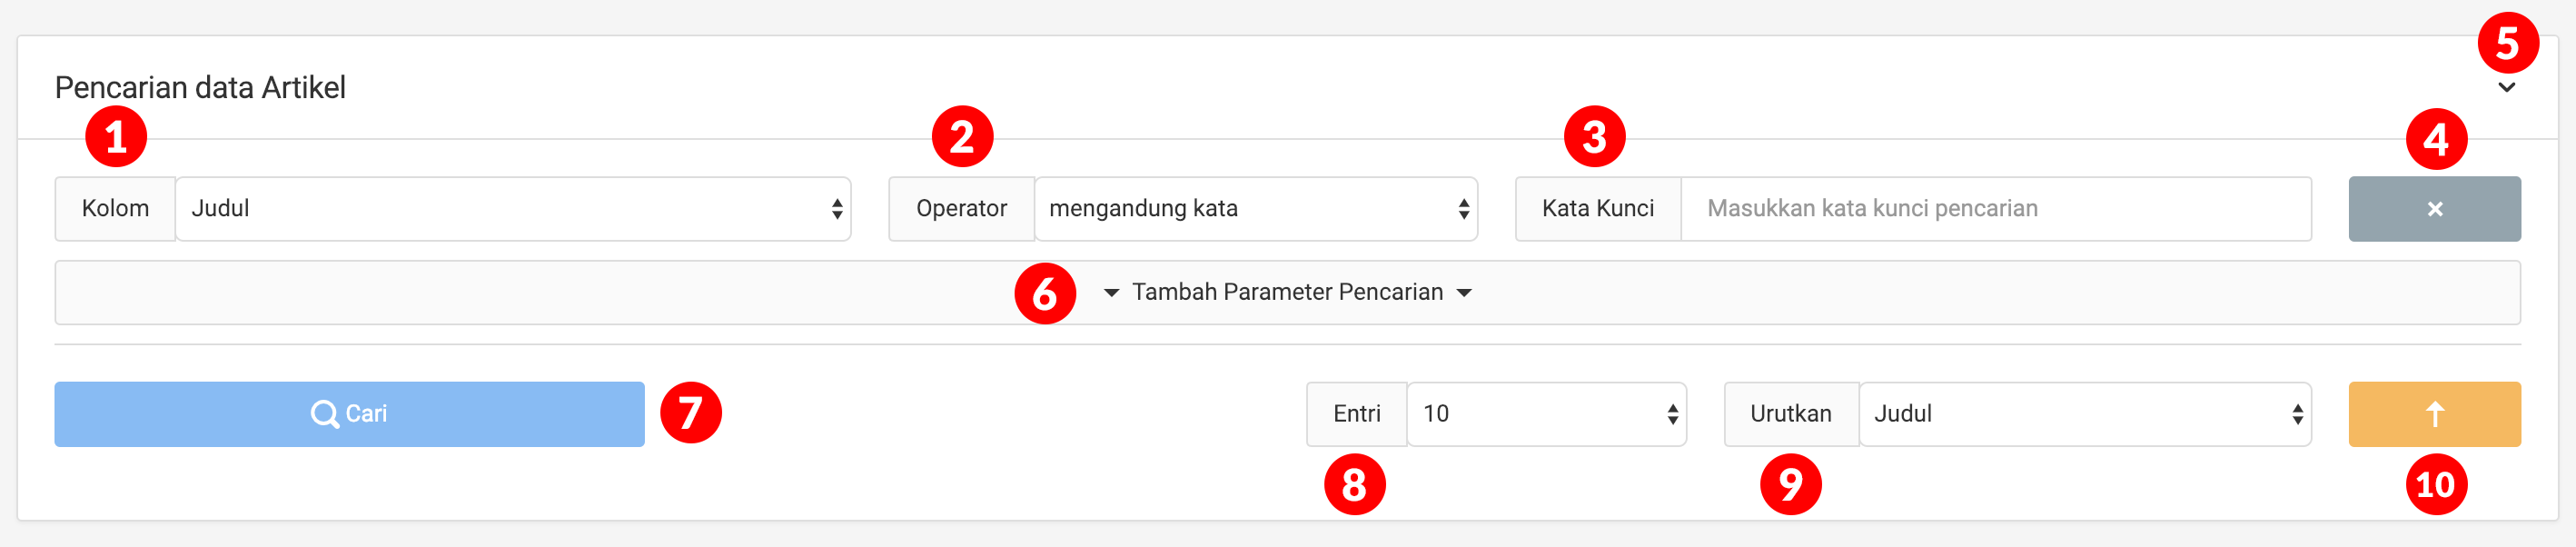 5
Pencarian data Artikel
1 2 3 4
Kolom Judul Operator mengandung kata Kata Kunci Masukkan kata kunci pencarian ×
6 Tambah Parameter Pencarian
Cari 7 Entri 10 Urutkan Judul ↑
8 9 10